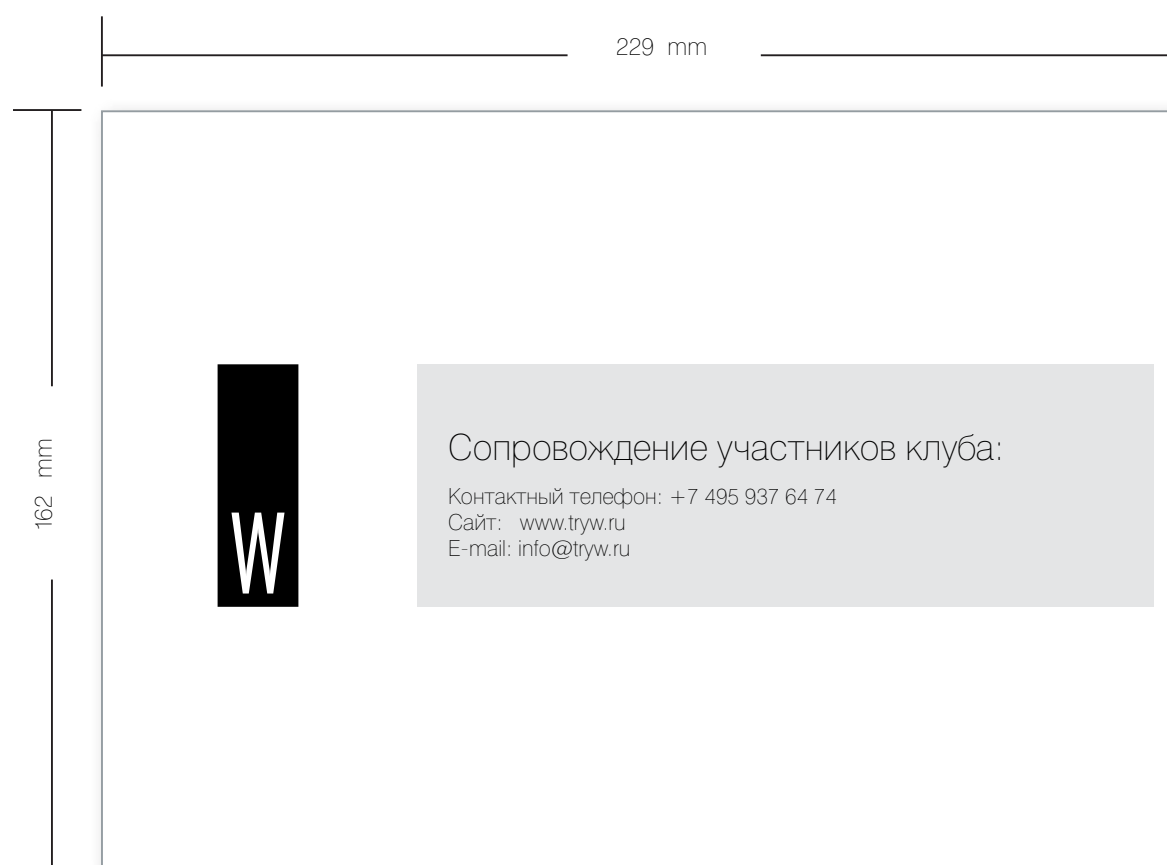 229 mm
162 mm
W
Сопровождение участников клуба:
Контактный телефон: +7 495 937 64 74
Сайт: www.tryw.ru
E-mail: info@tryw.ru